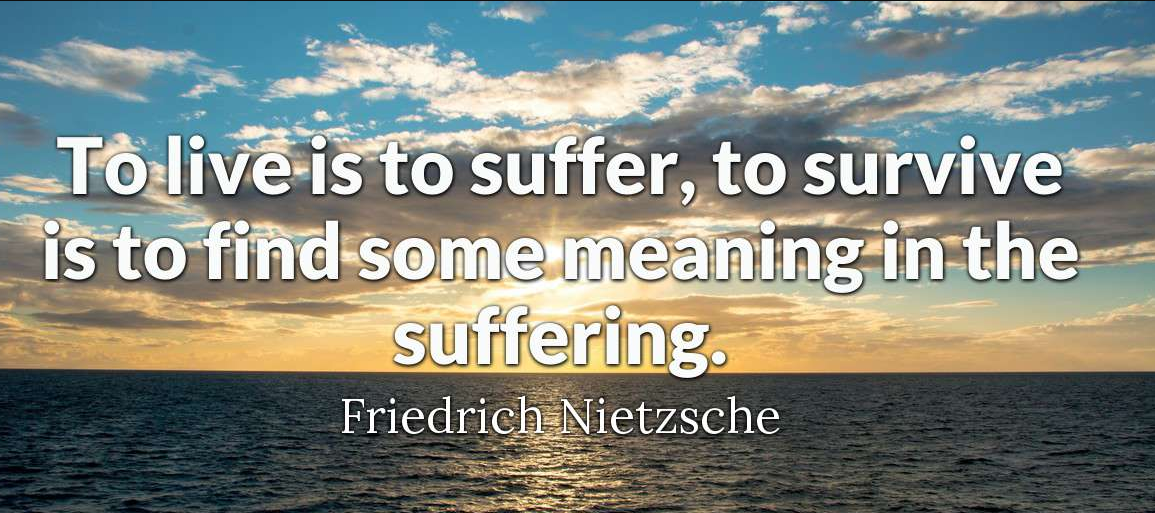 To live is to suffer, to survive
is to find some meaning in the
suffering.
Friedrich Nietzsche